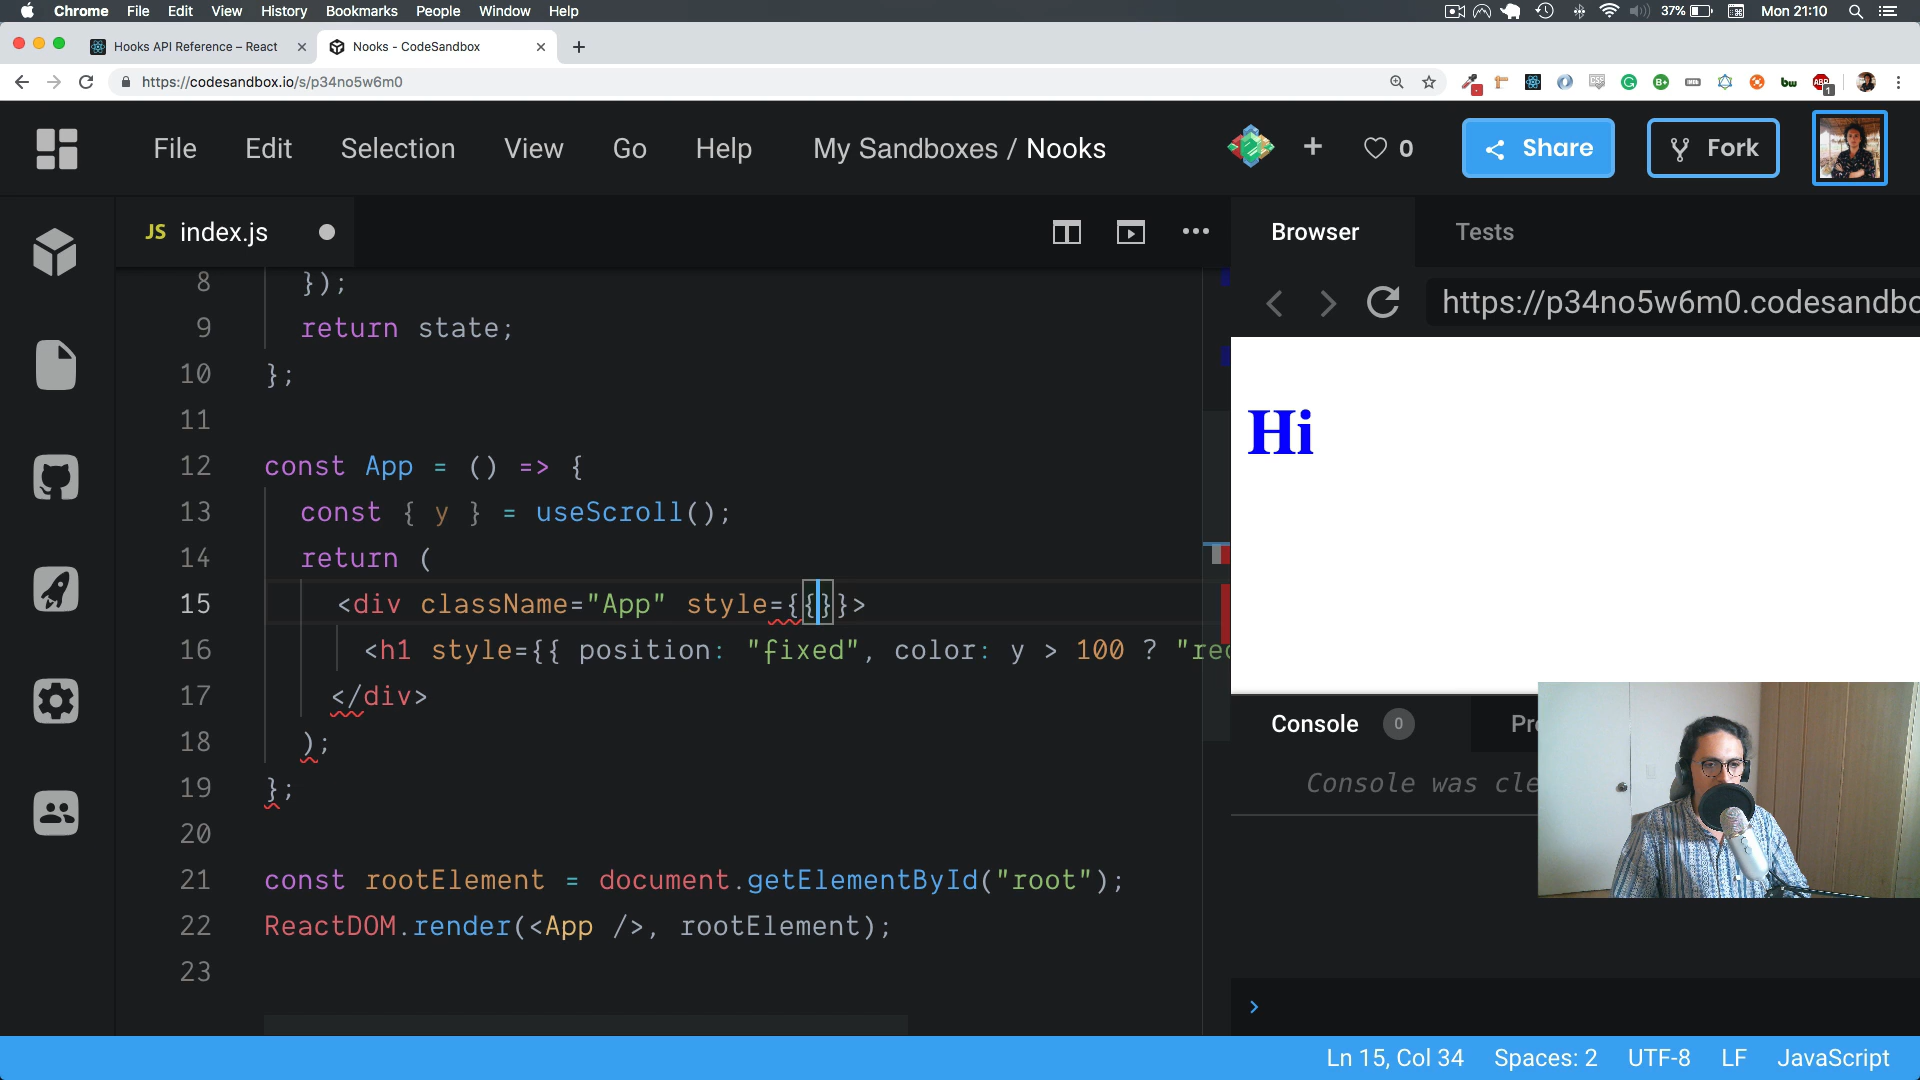 Chrome File Edit View History Bookmarks People Window Help 37% Mon 21:10
Hooks API Reference – React Nooks - CodeSandbox
https://codesandbox.io/s/p34no5w6m0
File Edit Selection View Go Help My Sandboxes / Nooks 0 Share Fork
JS index.js
Browser Tests
https://p34no5w6m0.codesandbo
8 });
9 return state;
10 };
11
12 const App = () => {
13 const { y } = useScroll();
14 return (
15 <div className="App" style={{}}>
16 <h1 style={{ position: "fixed", color: y > 100 ? "red
17 </div>
18 );
19 };
20
21 const rootElement = document.getElementById("root");
22 ReactDOM.render(<App />, rootElement);
23
Hi
Console 0 Pr
Console was cle
Ln 15, Col 34 Spaces: 2 UTF-8 LF JavaScript